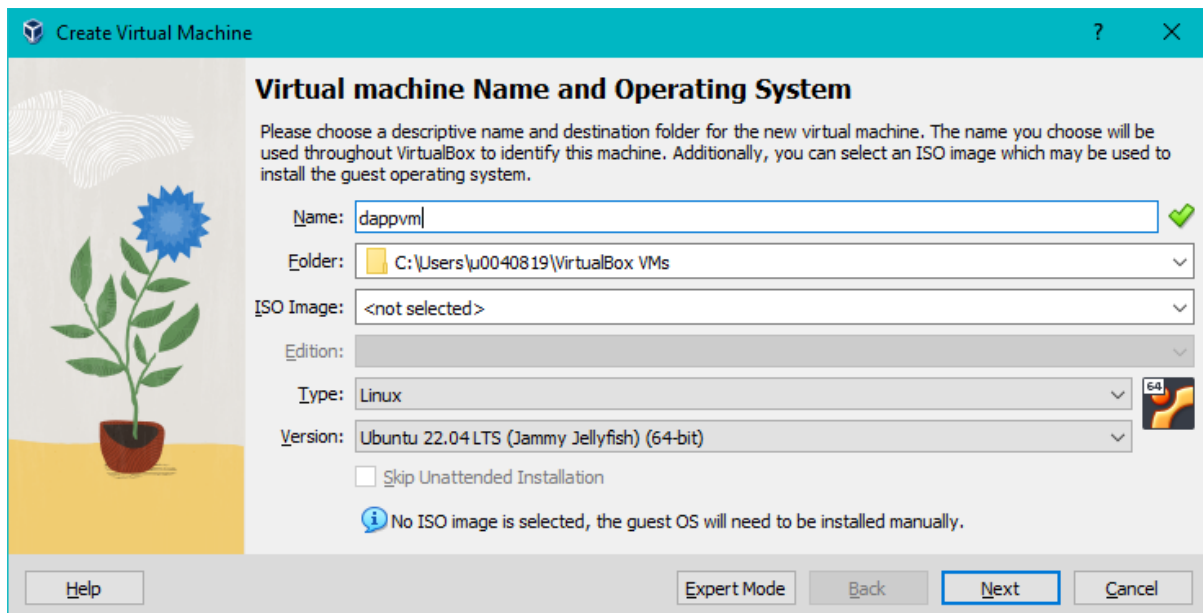 Create Virtual Machine
?
Virtual machine Name and Operating System
Please choose a descriptive name and destination folder for the new virtual machine. The name you choose will be
used throughout VirtualBox to identify this machine. Additionally, you can select an ISO image which may be used to
install the guest operating system.
Name: dappvm
Folder: C:\Users\u0040819\VirtualBox VMs
ISO Image: <not selected>
Edition:
Type: Linux
64
Version: Ubuntu 22.04 LTS (Jammy Jellyfish) (64-bit)
Skip Unattended Installation
No ISO image is selected, the guest OS will need to be installed manually.
Help Expert Mode Back Next Cancel